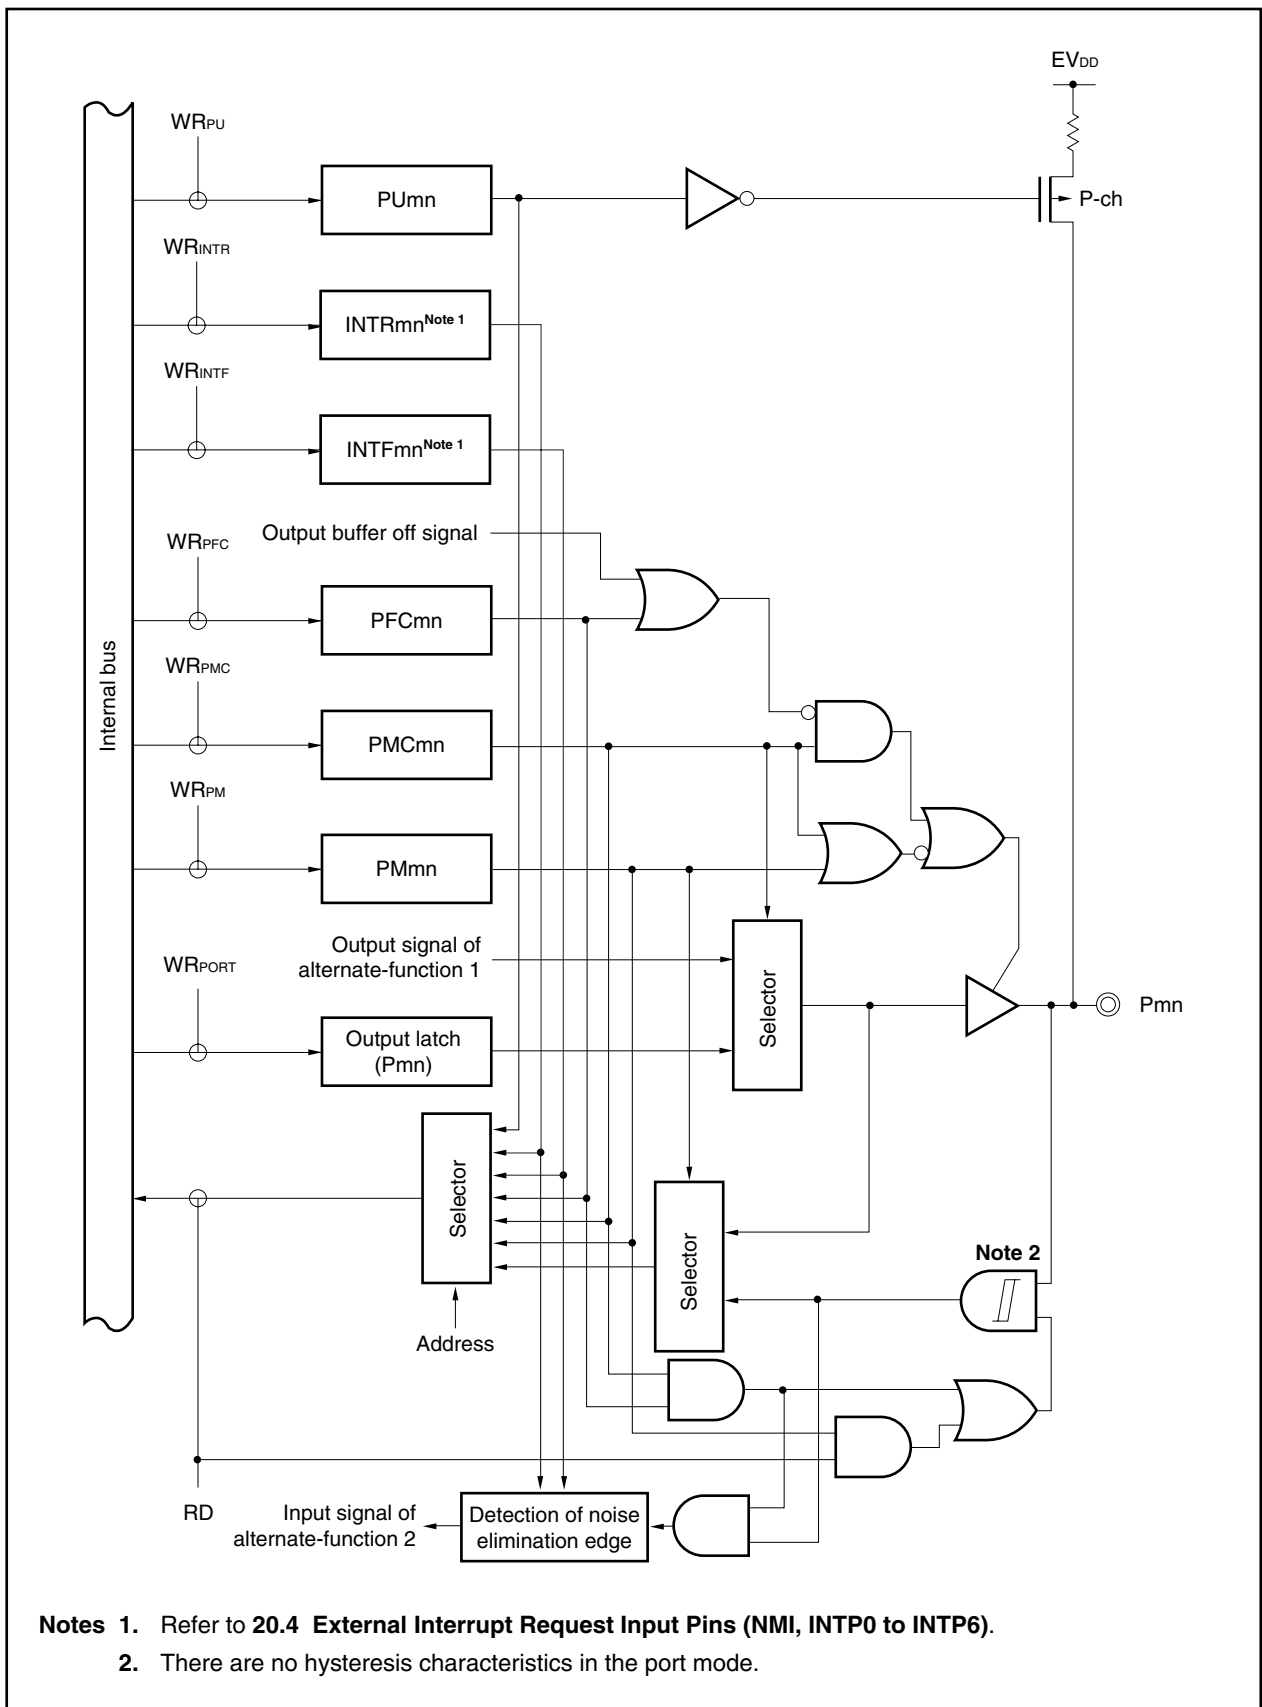 EVDD
WRPU
PUmn
P-ch
WRINTR
INTRmnNote 1
WRINTF
INTFmnNote 1
Output buffer off signal
WRPFC
PFCmn
Internal bus
WRPMC
PMCmn
WRPM
PMmn
Output signal of
alternate-function 1
WRPORT
Selector
Pmn
Output latch
(Pmn)
Selector
Selector
Note 2
Address
RD
Input signal of
alternate-function 2
Detection of noise
elimination edge
Notes 1. Refer to 20.4 External Interrupt Request Input Pins (NMI, INTP0 to INTP6).
2. There are no hysteresis characteristics in the port mode.